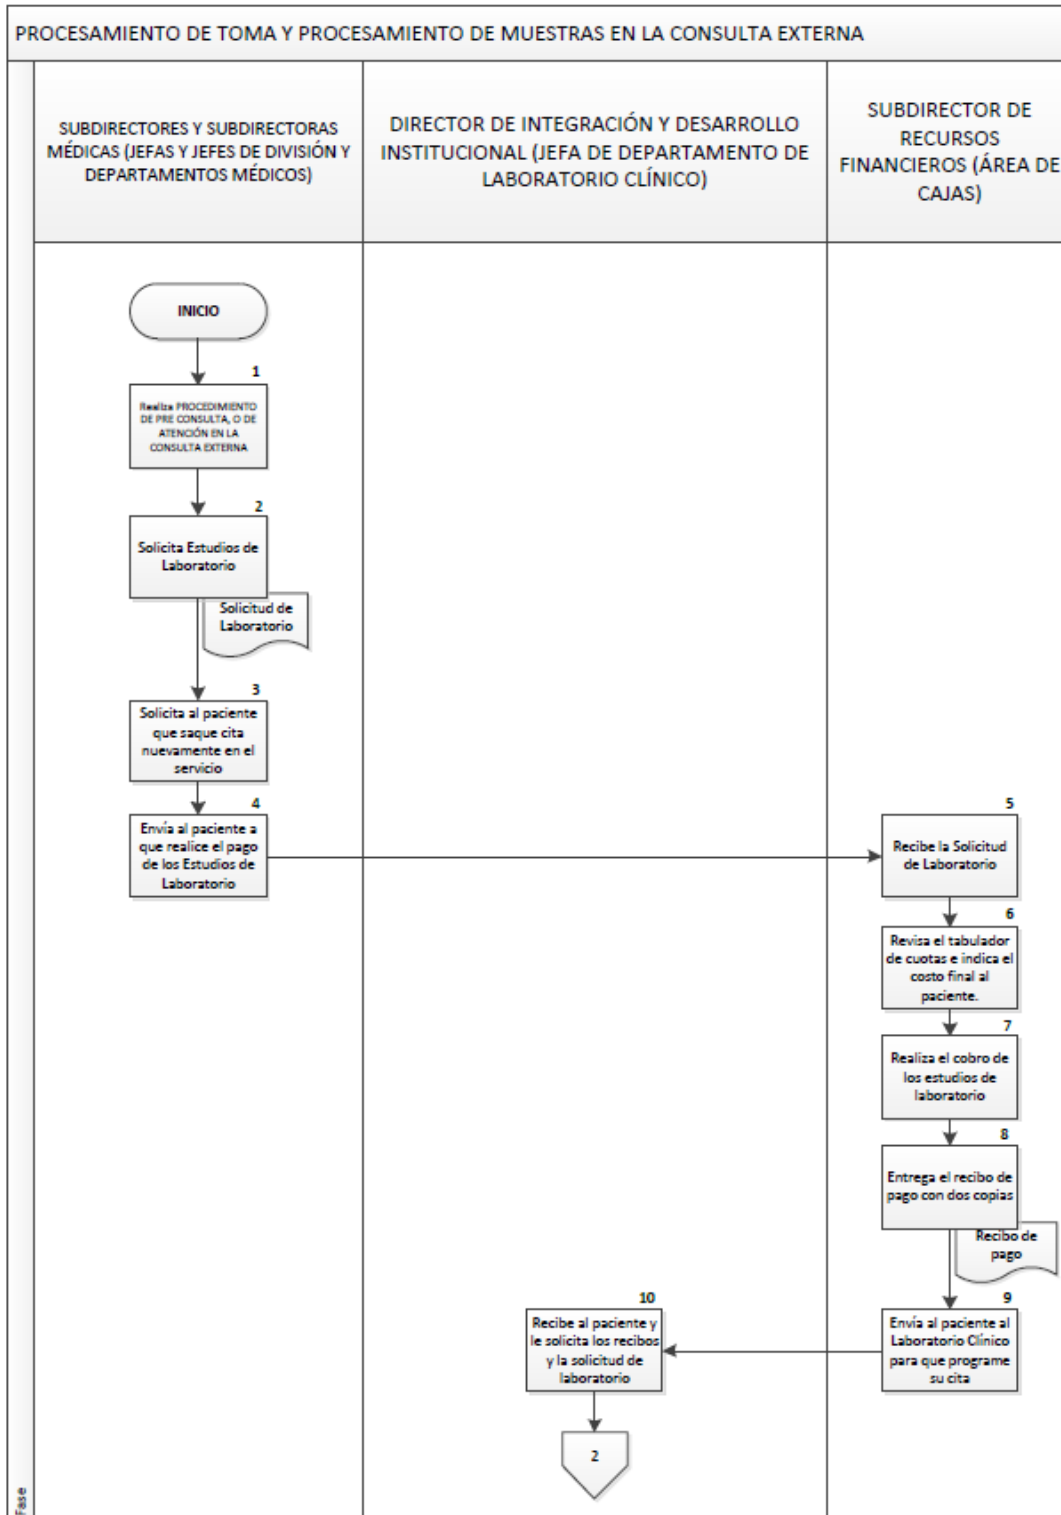 PROCESAMIENTO DE TOMA Y PROCESAMIENTO DE MUESTRAS EN LA CONSULTA EXTERNA
SUBDIRECTORES Y SUBDIRECTORAS
MÉDICAS (JEFAS Y JEFES DE DIVISIÓN Y
DEPARTAMENTOS MÉDICOS)
DIRECTOR DE INTEGRACIÓN Y DESARROLLO
INSTITUCIONAL (JEFA DE DEPARTAMENTO DE
LABORATORIO CLÍNICO)
SUBDIRECTOR DE
RECURSOS
FINANCIEROS (ÁREA DE
CAJAS)
INICIO
1
Realiza PROCEDIMIENTO
DE PRE CONSULTA, O DE
ATENCIÓN EN LA
CONSULTA EXTERNA
2
Solicita Estudios de
Laboratorio
Solicitud de
Laboratorio
3
Solicita al paciente
que saque cita
nuevamente en el
servicio
4
Envía al paciente a
que realice el pago
de los Estudios de
Laboratorio
5
Recibe la Solicitud
de Laboratorio
6
Revisa el tabulador
de cuotas e indica el
costo final al
paciente.
7
Realiza el cobro de
los estudios de
laboratorio
8
Entrega el recibo de
pago con dos copias
Recibo de
pago
9
Envía al paciente al
Laboratorio Clínico
para que programe
su cita
10
Recibe al paciente y
le solicita los recibos
y la solicitud de
laboratorio
2
Fase